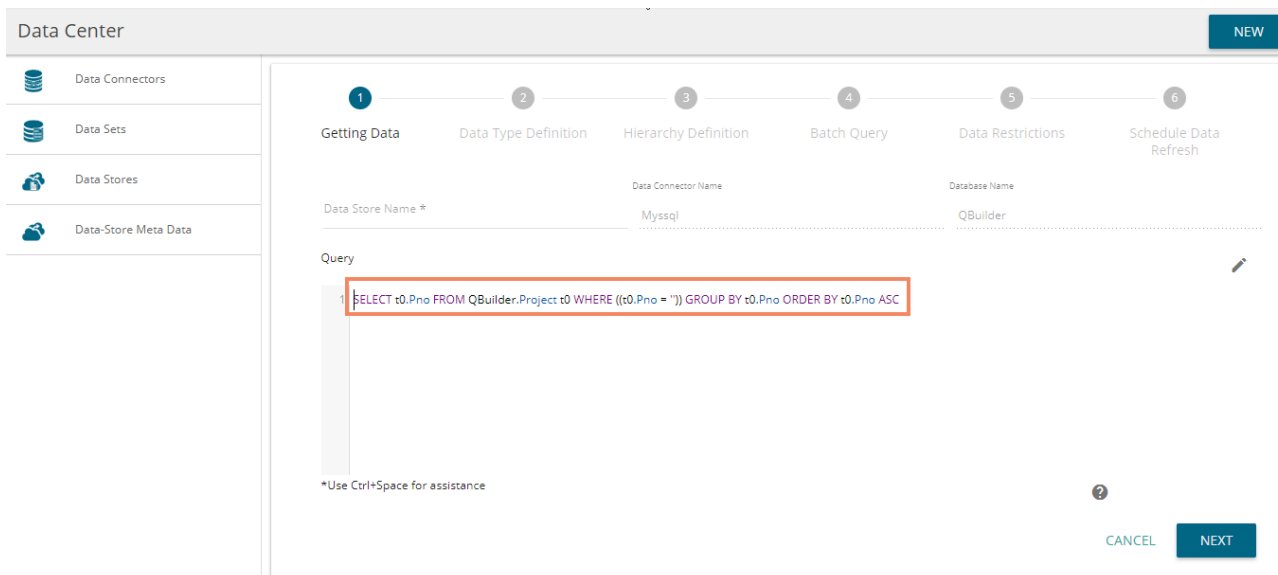 Data Center
NEW
Data Connectors
Data Sets
Data Stores
Data-Store Meta Data
1 2 3 4 5 6
Getting Data Data Type Definition Hierarchy Definition Batch Query Data Restrictions Schedule Data
Refresh
Data Connector Name Database Name
Data Store Name * Myssql QBuilder
Query
1 SELECT t0.Pno FROM QBuilder.Project t0 WHERE ((t0.Pno = '')) GROUP BY t0.Pno ORDER BY t0.Pno ASC
*Use Ctrl+Space for assistance
?
CANCEL NEXT